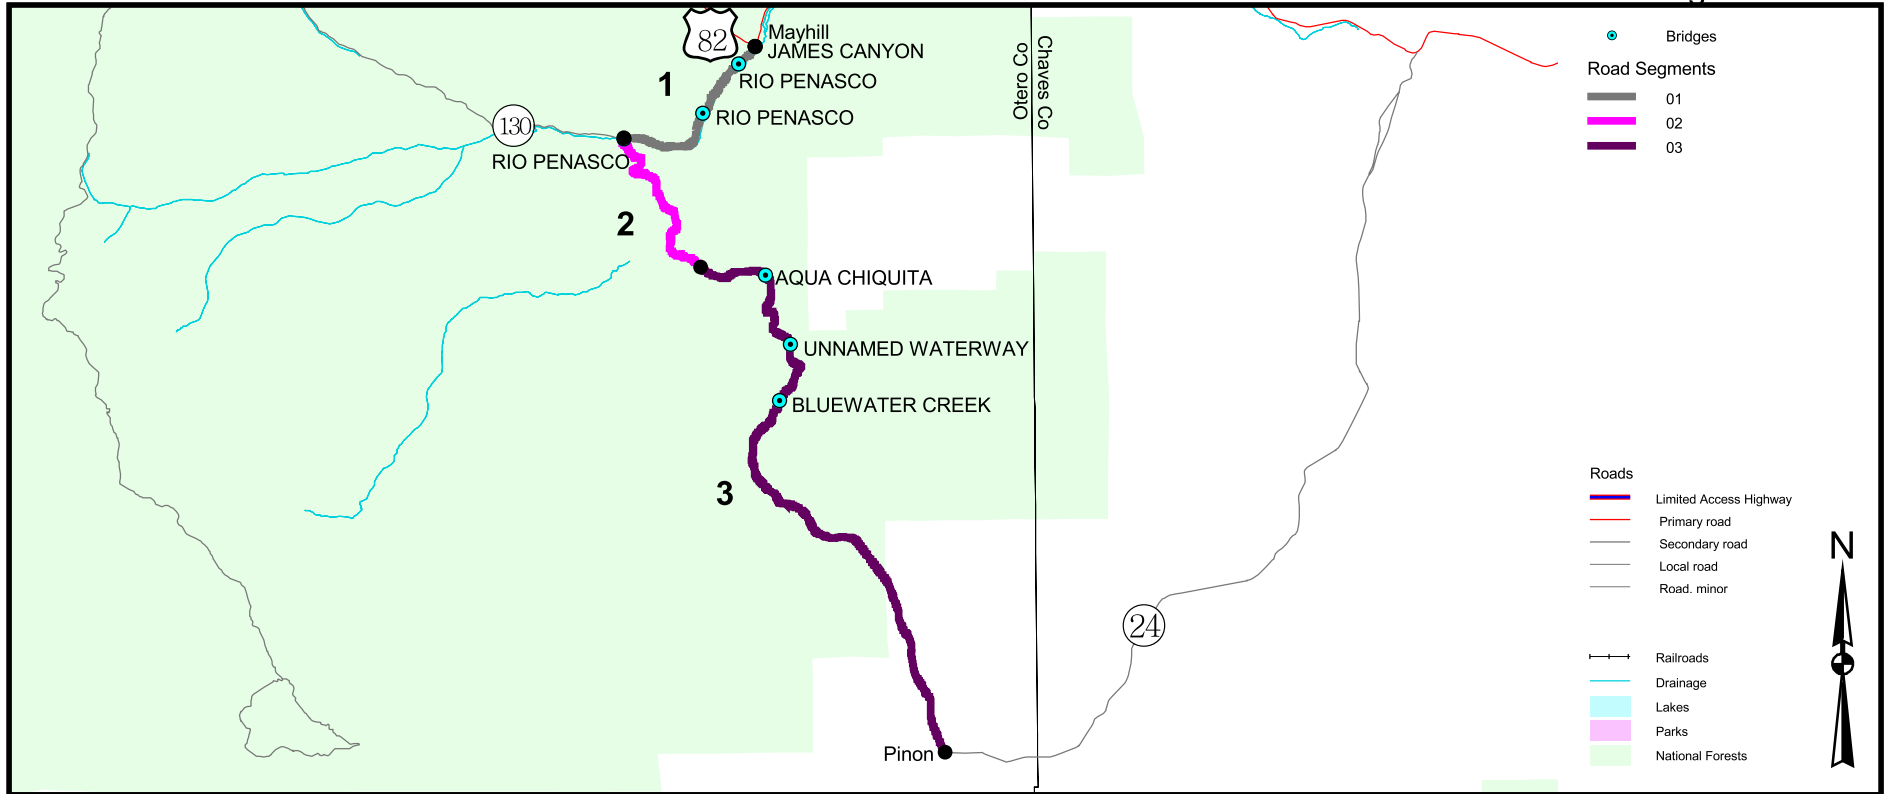 82
Mayhill
JAMES CANYON
RIO PENASCO
1
RIO PENASCO
130
RIO PENASCO
2
AQUA CHIQUITA
UNNAMED WATERWAY
BLUEWATER CREEK
3
Pinon
24
Otero Co
Chaves Co
Bridges
Road Segments
01
02
03
Roads
Limited Access Highway
Primary road
Secondary road
Local road
Road. minor
Railroads
Drainage
Lakes
Parks
National Forests
N